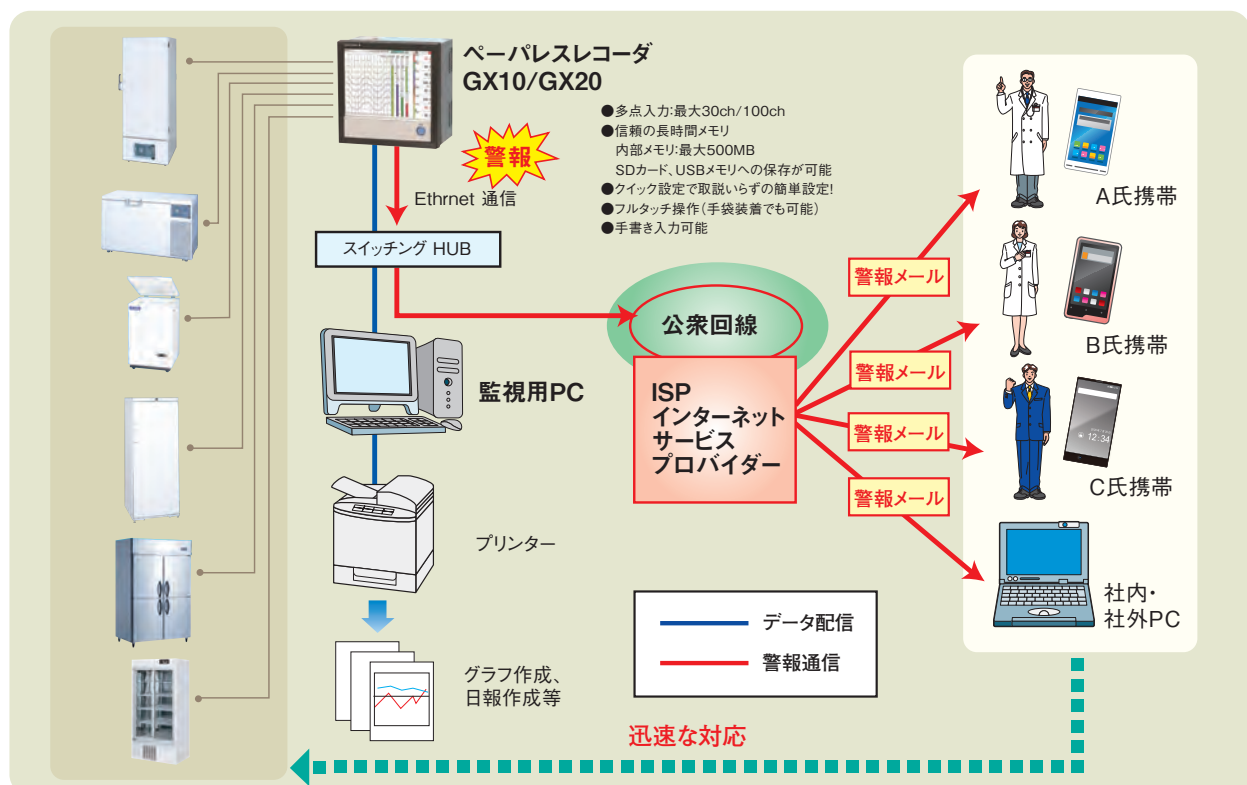 ペーパレスレコーダ
GX10/GX20
●多点入力:最大30ch/100ch
●信頼の長時間メモリ
内部メモリ:最大500MB
SDカード、USBメモリへの保存が可能
●クイック設定で取説いらずの簡単設定!
●フルタッチ操作(手袋装着でも可能)
●手書き入力可能
警報
Ethrnet 通信
スイッチング HUB
公衆回線
ISP
インターネット
サービス
プロバイダー
監視用PC
プリンター
グラフ作成、
日報作成等
警報メール
警報メール
警報メール
警報メール
A氏携帯
B氏携帯
12:34
C氏携帯
社内・
社外PC
データ配信
警報通信
迅速な対応